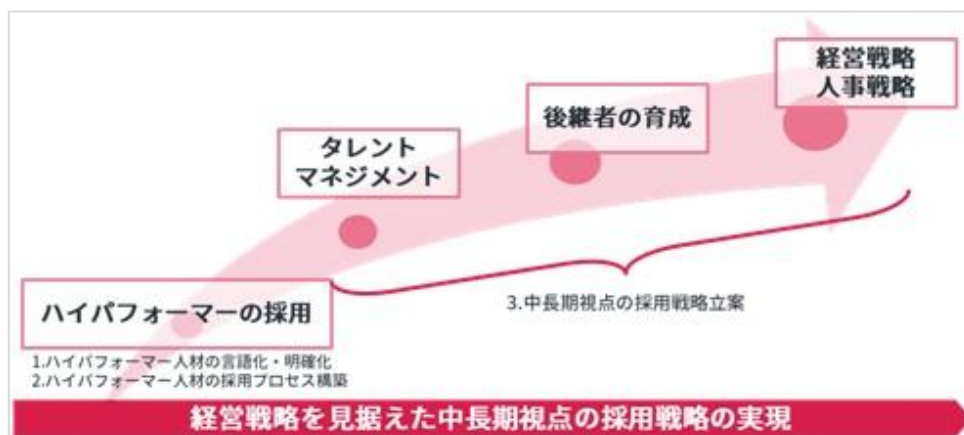 経営戦略
人事戦略
後継者の育成
タレント
マネジメント
ハイパフォーマーの採用
3.中長期視点の採用戦略立案
1.ハイパフォーマー人材の言語化・明確化
2.ハイパフォーマー人材の採用プロセス構築
経営戦略を見据えた中長期視点の採用戦略の実現